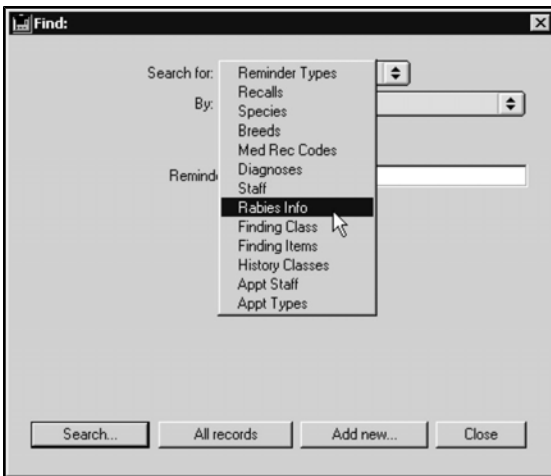 Find:
Search for:
Reminder Types
Recalls
By:
Species
Breeds
Med Rec Codes
Diagnoses
Staff
Rabies Info
Finding Class
Finding Items
History Classes
Appt Staff
Appt Types
Search...
All records
Add new...
Close